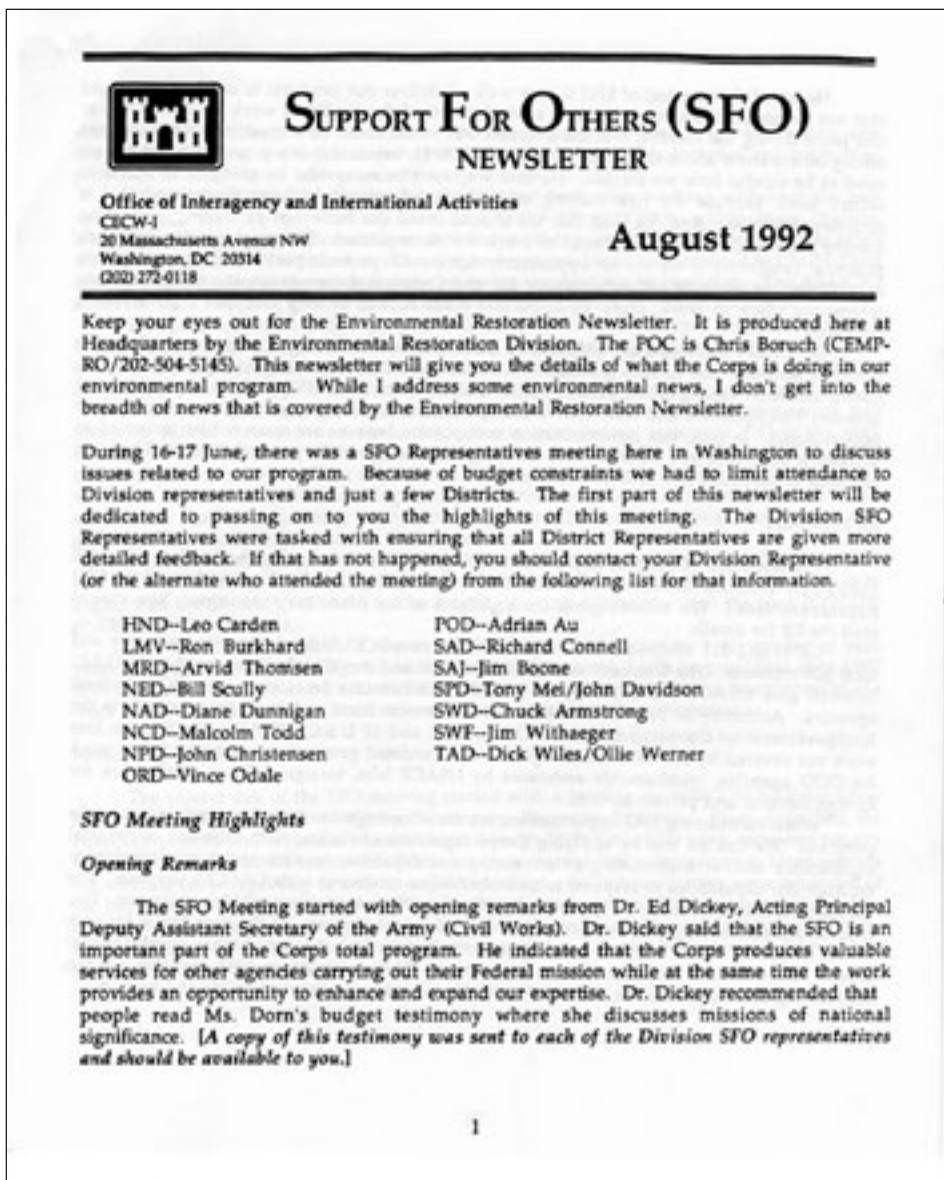 SUPPORT FOR OTHERS (SFO)
NEWSLETTER
Office of Interagency and International Activities
CECW-I
20 Massachusetts Avenue NW
Washington, DC 20314
(202) 272-0118
August 1992
Keep your eyes out for the Environmental Restoration Newsletter. It is produced here at
Headquarters by the Environmental Restoration Division. The POC is Chris Boruch (CEMP-
RO/202-504-5145). This newsletter will give you the details of what the Corps is doing in our
environmental program. While I address some environmental news, I don't get into the
breadth of news that is covered by the Environmental Restoration Newsletter.
During 16-17 June, there was a SFO Representatives meeting here in Washington to discuss
issues related to our program. Because of budget constraints we had to limit attendance to
Division representatives and just a few Districts. The first part of this newsletter will be
dedicated to passing on to you the highlights of this meeting. The Division SFO
Representatives were tasked with ensuring that all District Representatives are given more
detailed feedback. If that has not happened, you should contact your Division Representative
(or the alternate who attended the meeting) from the following list for that information.
HND--Leo Carden
LMV--Ron Burkhard
MRD--Arvid Thomsen
NED--Bill Scully
NAD--Diane Dunnigan
NCD--Malcolm Todd
NPD--John Christensen
ORD--Vince Odale
POD--Adrian Au
SAD--Richard Connell
SAJ--Jim Boone
SPD--Tony Mei/John Davidson
SWD--Chuck Armstrong
SWF--Jim Withaeger
TAD--Dick Wiles/Ollie Werner
SFO Meeting Highlights
Opening Remarks
The SFO Meeting started with opening remarks from Dr. Ed Dickey, Acting Principal
Deputy Assistant Secretary of the Army (Civil Works). Dr. Dickey said that the SFO is an
important part of the Corps total program. He indicated that the Corps produces valuable
services for other agencies carrying out their Federal mission while at the same time the work
provides an opportunity to enhance and expand our expertise. Dr. Dickey recommended that
people read Ms. Dorn's budget testimony where she discusses missions of national
significance. [A copy of this testimony was sent to each of the Division SFO representatives
and should be available to you.]
1